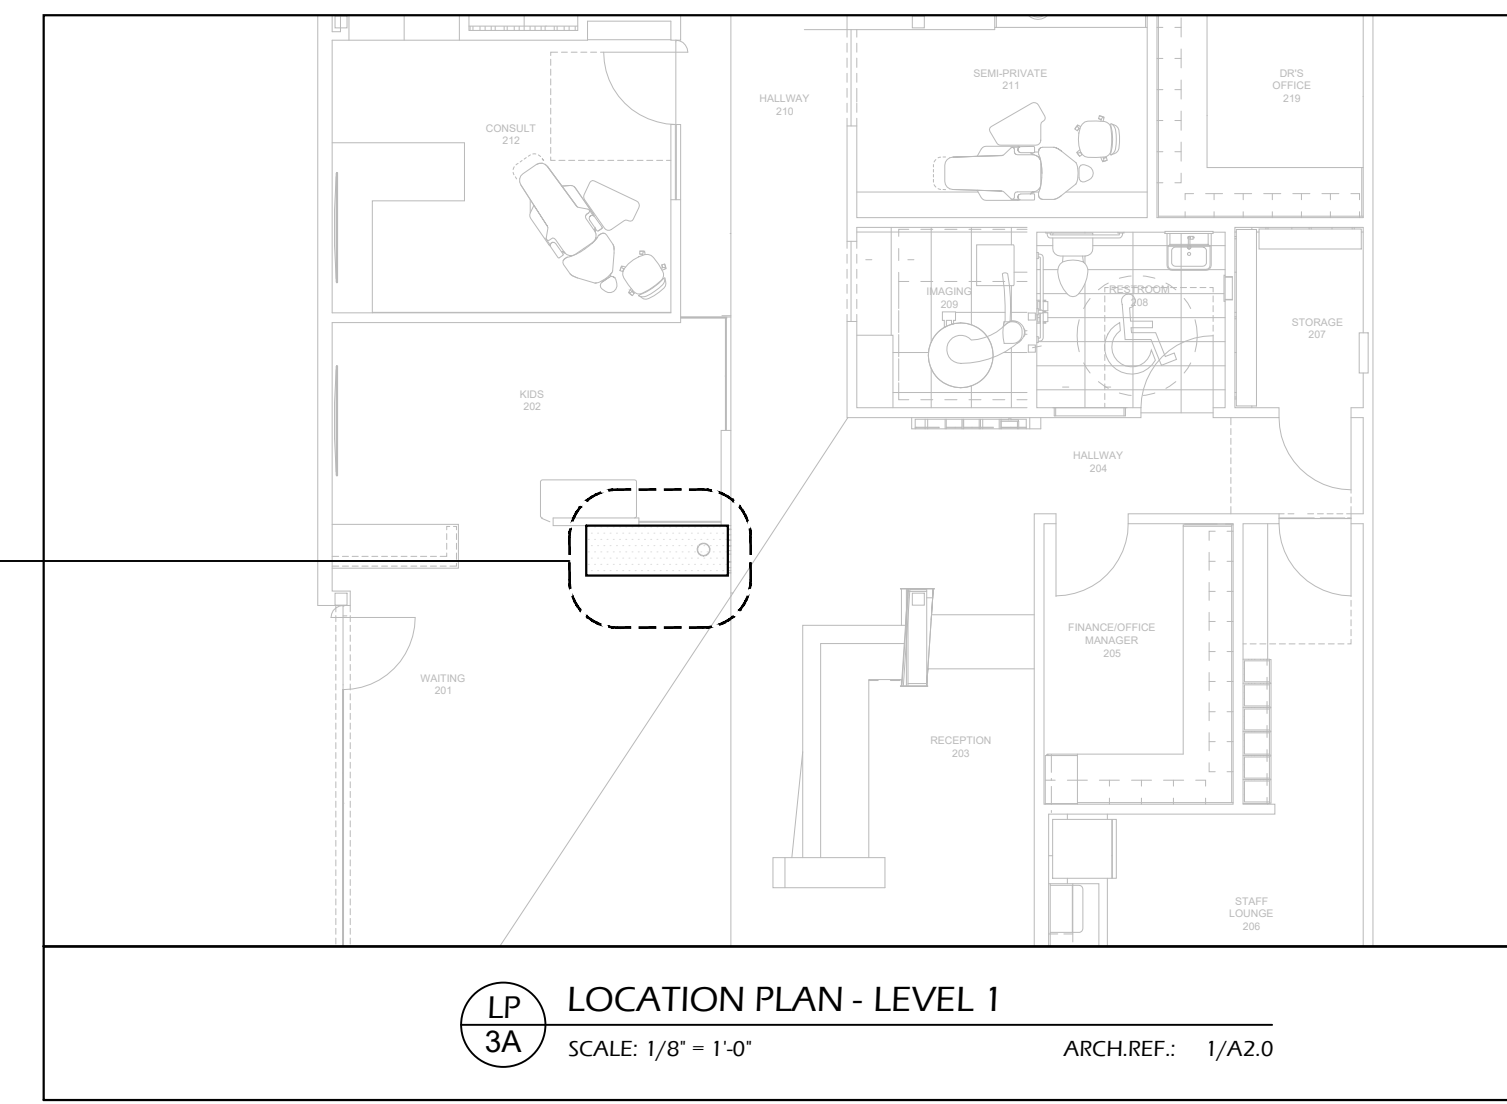 SEMI-PRIVATE
211
DR'S
OFFICE
219
HALLWAY
210
CONSULT
212
IMAGING
209
RESTROOM
208
STORAGE
207
KIDS
202
HALLWAY
204
FINANCE/OFFICE
MANAGER
205
WAITING
201
RECEPTION
203
STAFF
LOUNGE
206
LP
3A
LOCATION PLAN - LEVEL 1
SCALE: 1/8" = 1'-0"
ARCH.REF.: 1/A2.0